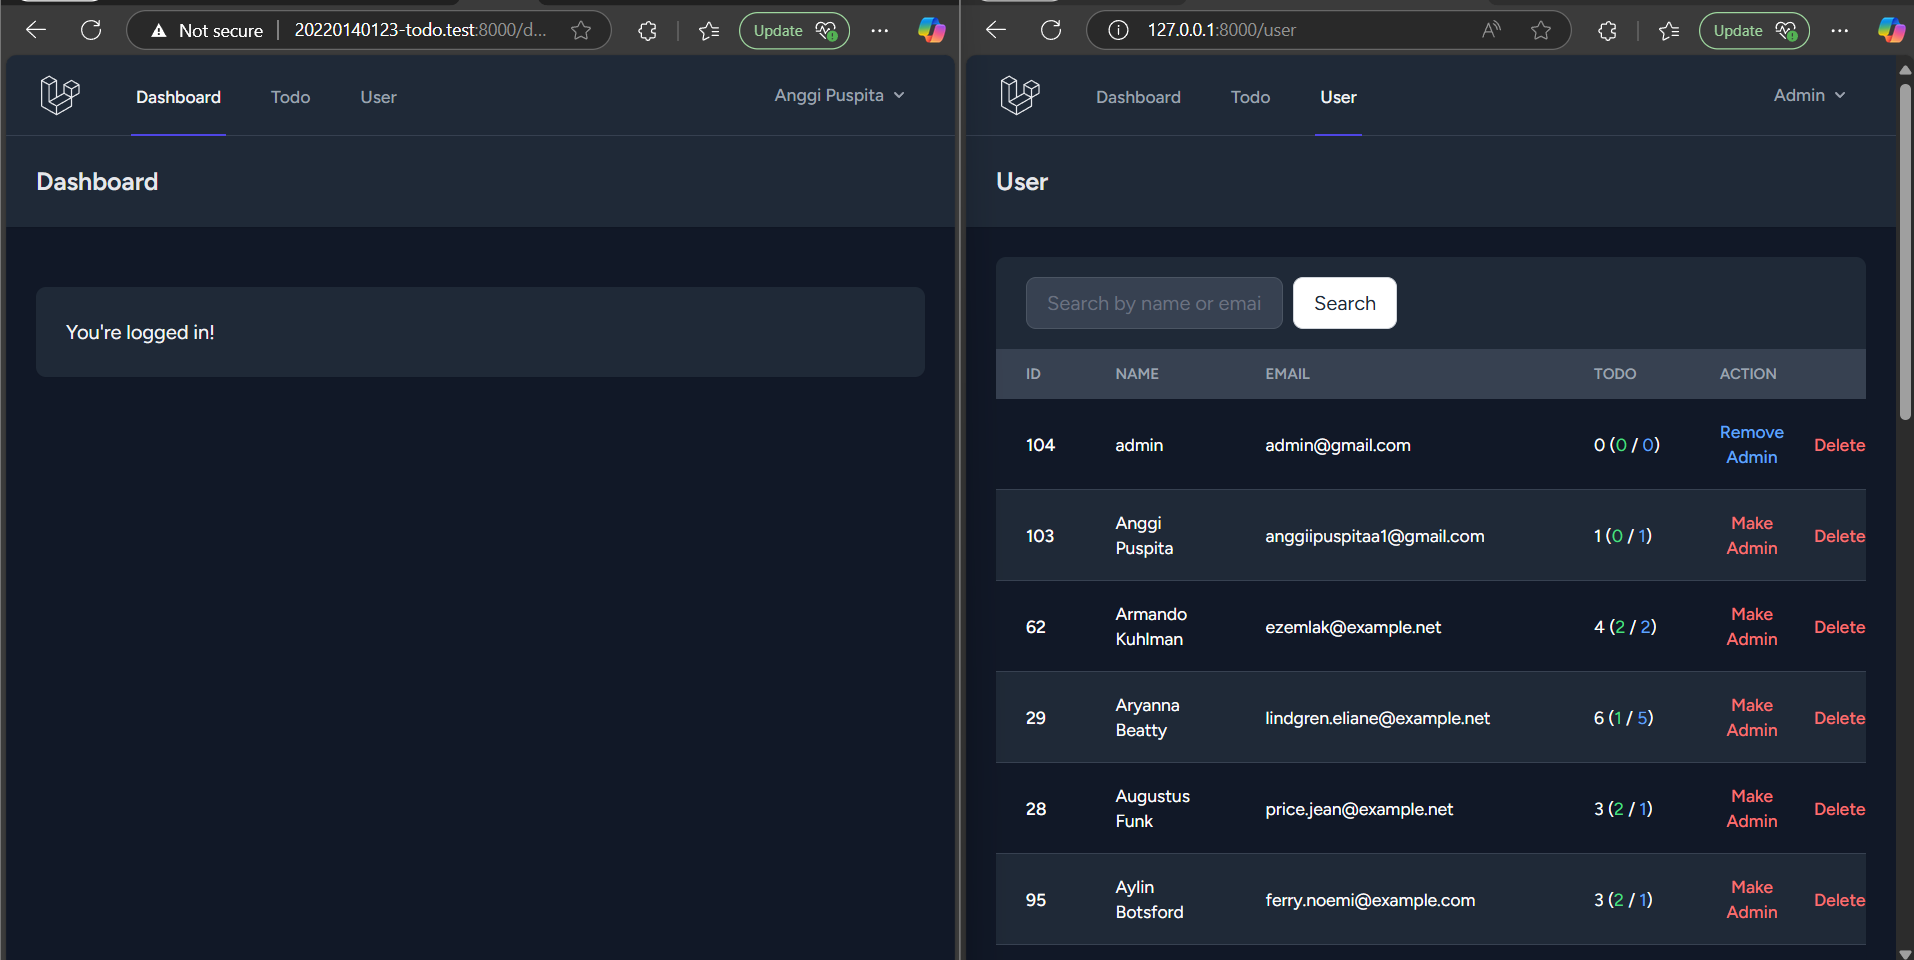 Not secure
20220140123-todo.test:8000/d...
Update
Dashboard
Todo
User
Anggi Puspita
Dashboard
You're logged in!
127.0.0.1:8000/user
Update
Dashboard
Todo
User
Admin
User
Search by name or emai
Search
ID NAME EMAIL TODO ACTION
104 admin admin@gmail.com 0 (0 / 0) Remove Admin Delete
103 Anggi Puspita anggiipuspitaa1@gmail.com 1 (0 / 1) Make Admin Delete
62 Armando Kuhlman ezemlak@example.net 4 (2 / 2) Make Admin Delete
29 Aryanna Beatty lindgren.eliane@example.net 6 (1 / 5) Make Admin Delete
28 Augustus Funk price.jean@example.net 3 (2 / 1) Make Admin Delete
95 Aylin Botsford ferry.noemi@example.com 3 (2 / 1) Make Admin Delete